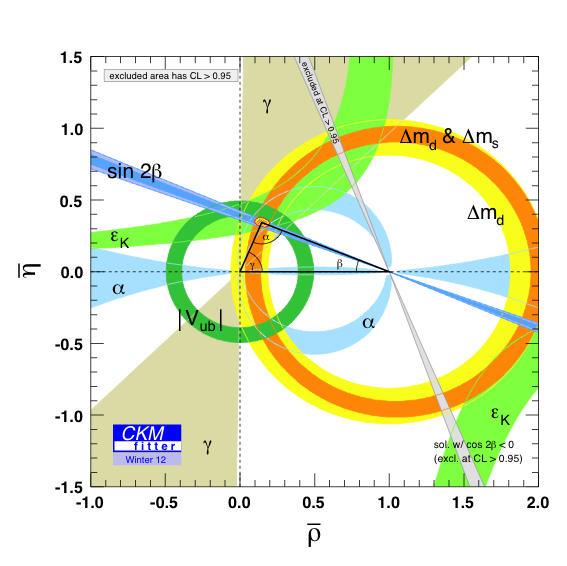 1.5
excluded area has CL > 0.95
excluded at CL > 0.95
γ
1.0
Δm_d & Δm_s
sin 2β
0.5
Δm_d
ε_K
α
γ
β
0.0
α
|V_ub|
α
-0.5
-1.0
ε_K
sol. w/ cos 2β < 0
(excl. at CL > 0.95)
CKM
fitter
Winter 12
γ
-1.5
-1.0 -0.5 0.0 0.5 1.0 1.5 2.0
η̅
ρ̅